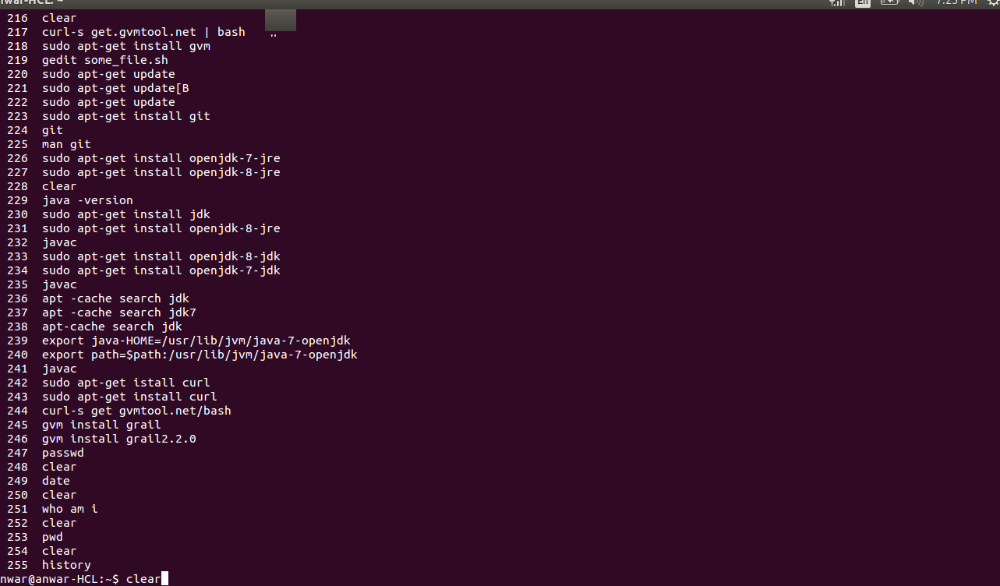 nwar-HCL: ~
En
7:23 PM
216 clear
217 curl-s get.gvmtool.net | bash
218 sudo apt-get install gvm
219 gedit some_file.sh
220 sudo apt-get update
221 sudo apt-get update[B
222 sudo apt-get update
223 sudo apt-get install git
224 git
225 man git
226 sudo apt-get install openjdk-7-jre
227 sudo apt-get install openjdk-8-jre
228 clear
229 java -version
230 sudo apt-get install jdk
231 sudo apt-get install openjdk-8-jre
232 javac
233 sudo apt-get install openjdk-8-jdk
234 sudo apt-get install openjdk-7-jdk
235 javac
236 apt -cache search jdk
237 apt -cache search jdk7
238 apt-cache search jdk
239 export java-HOME=/usr/lib/jvm/java-7-openjdk
240 export path=$path:/usr/lib/jvm/java-7-openjdk
241 javac
242 sudo apt-get istall curl
243 sudo apt-get install curl
244 curl-s get gvmtool.net/bash
245 gvm install grail
246 gvm install grail2.2.0
247 passwd
248 clear
249 date
250 clear
251 who am i
252 clear
253 pwd
254 clear
255 history
nwar@anwar-HCL:~$ clear